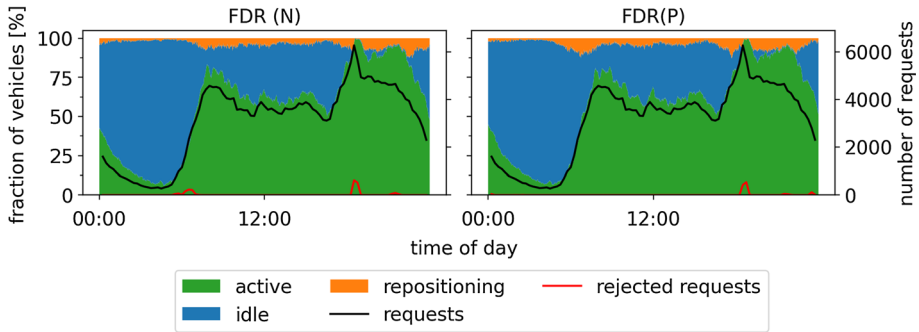 FDR (N)
FDR(P)
fraction of vehicles [%]
100
75
50
25
0
00:00
12:00
00:00
12:00
6000
4000
2000
0
number of requests
time of day
active
repositioning
rejected requests
idle
requests